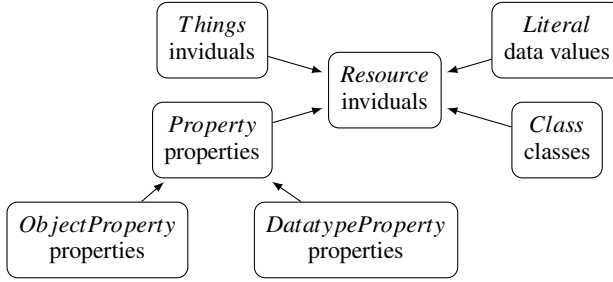 Things
inviduals
Literal
data values
Resource
inviduals
Property
properties
Class
classes
ObjectProperty
properties
DatatypeProperty
properties